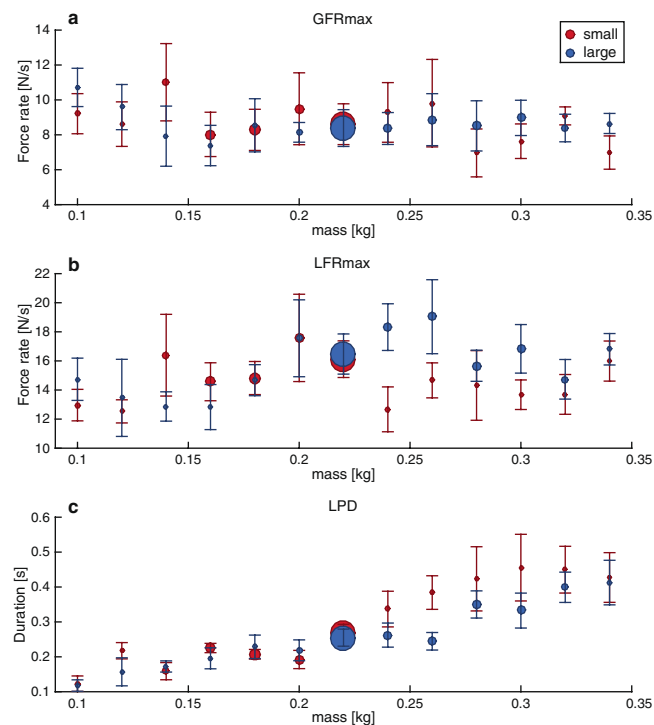 a
GFRmax
small
large
Force rate [N/s]
14
12
10
8
6
4
0.1
0.15
0.2
0.25
0.3
0.35
mass [kg]
b
LFRmax
Force rate [N/s]
22
20
18
16
14
12
10
0.1
0.15
0.2
0.25
0.3
0.35
mass [kg]
c
LPD
Duration [s]
0.6
0.5
0.4
0.3
0.2
0.1
0.1
0.15
0.2
0.25
0.3
0.35
mass [kg]